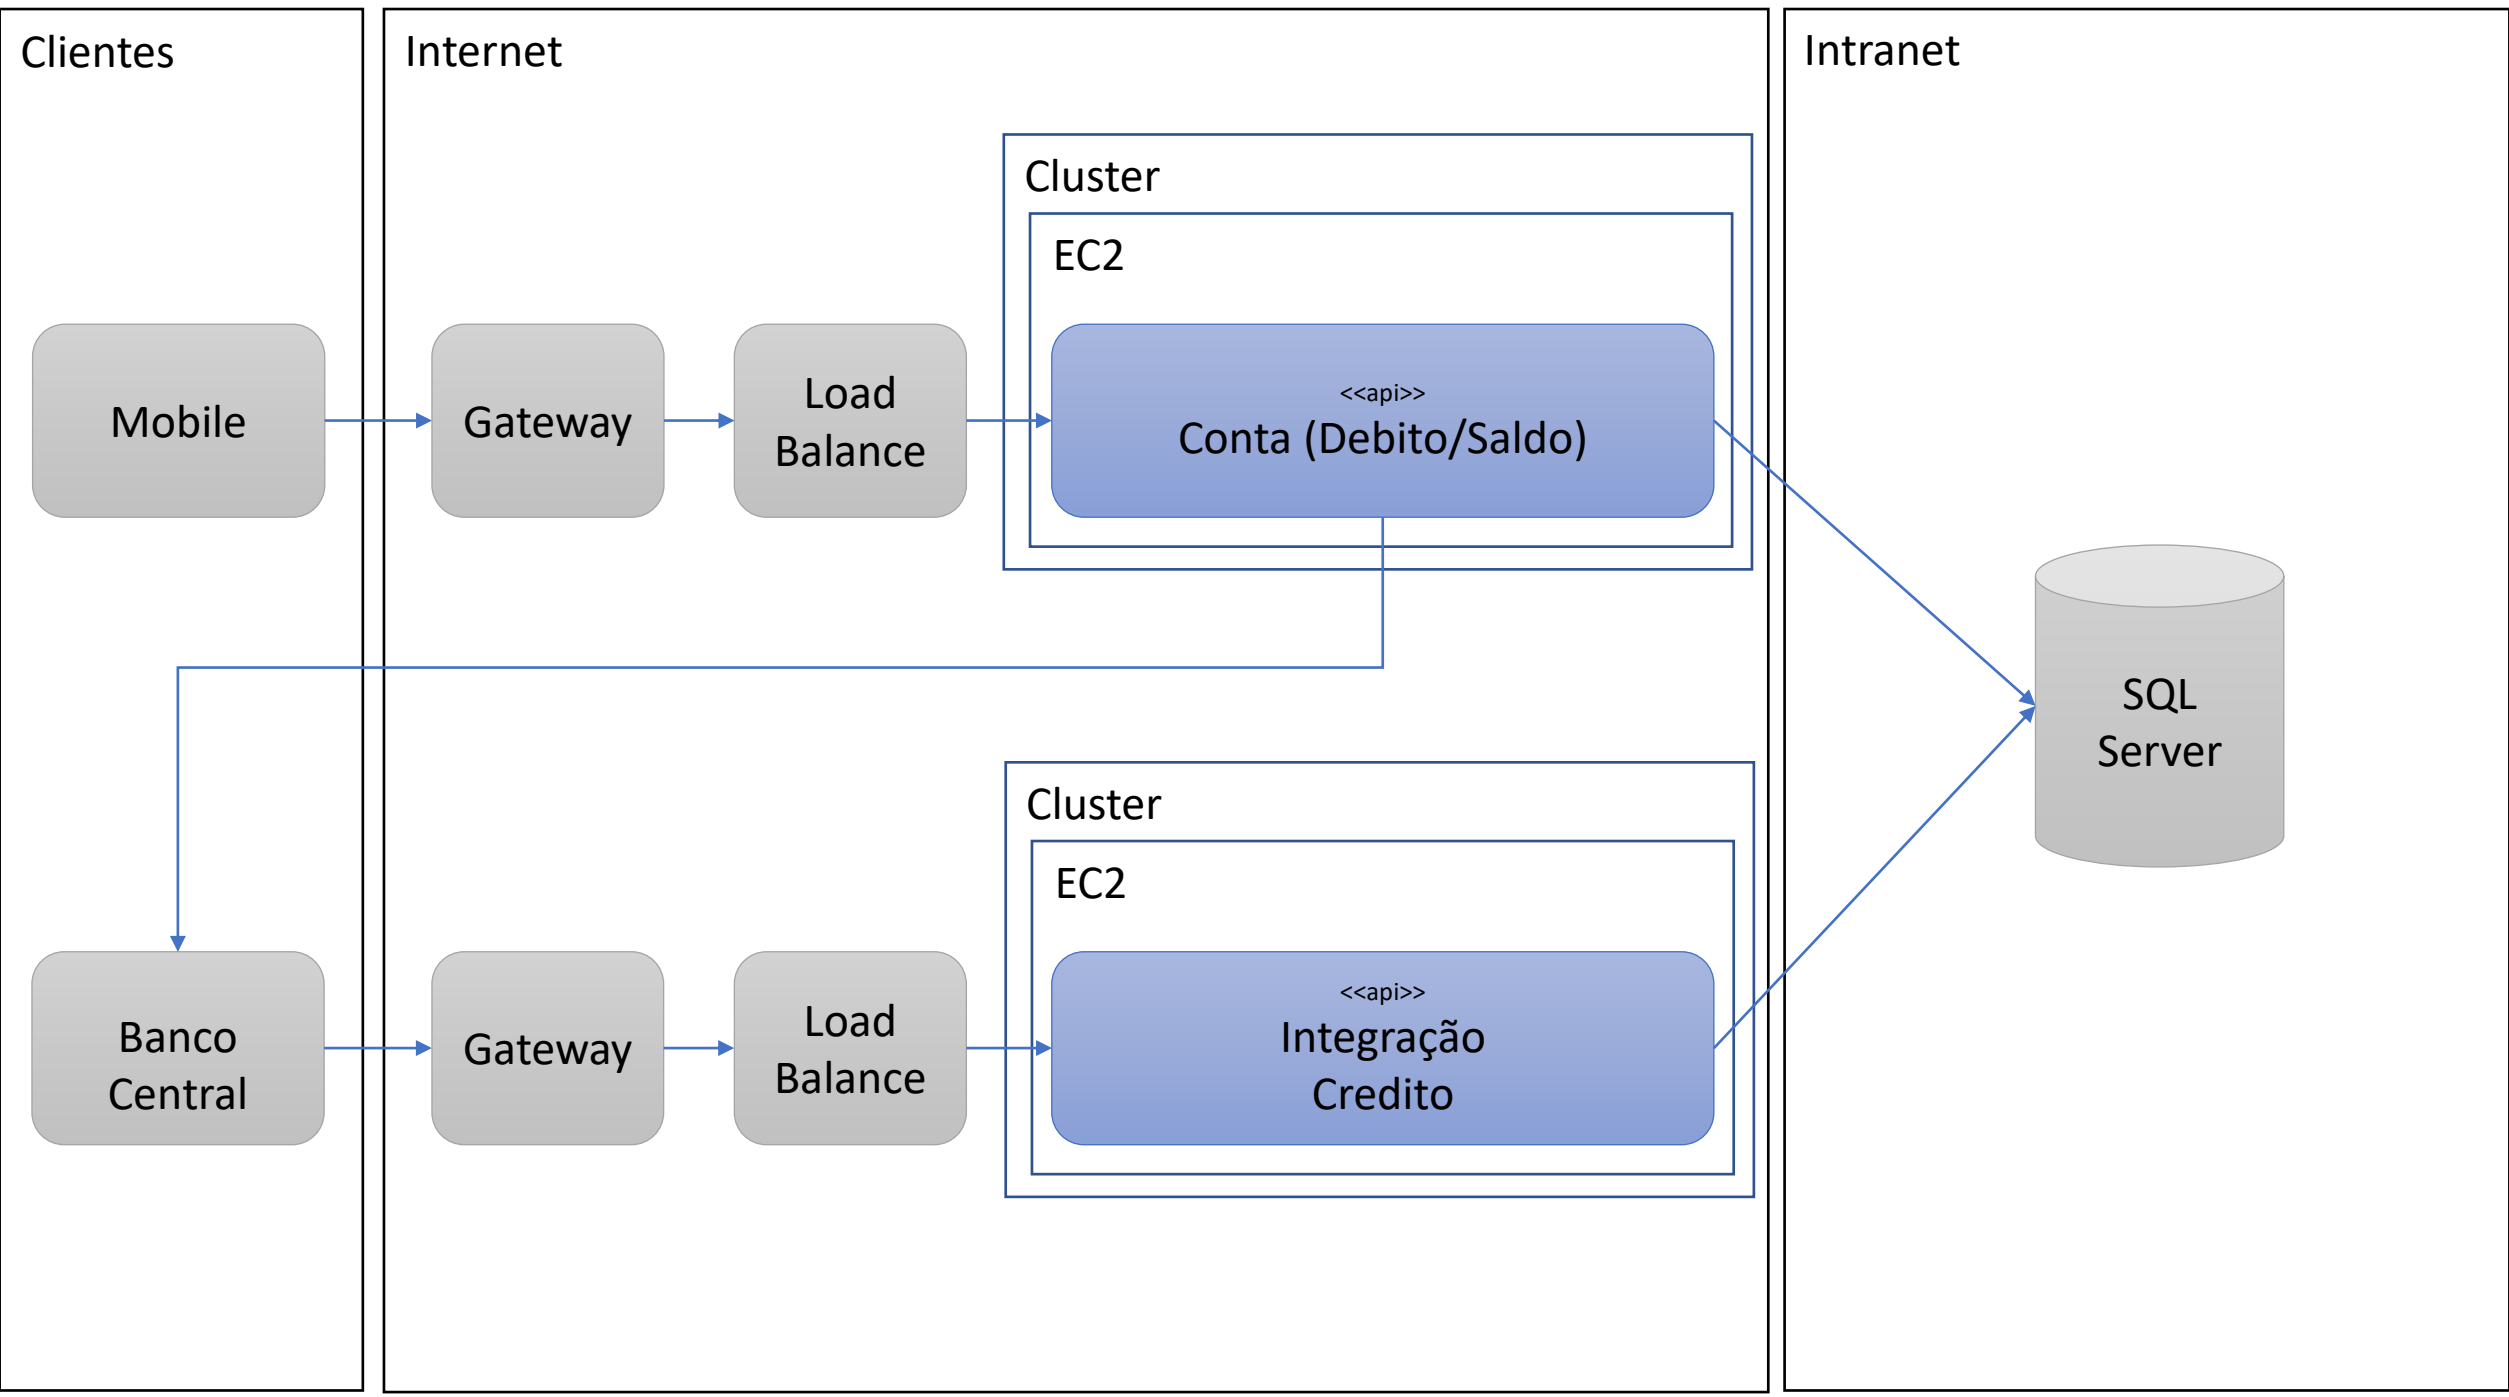 Clientes
Internet
Intranet
Cluster
EC2
Mobile
Gateway
Load
Balance
<<api>>
Conta (Debito/Saldo)
SQL
Server
Cluster
EC2
Banco
Central
Gateway
Load
Balance
<<api>>
Integração
Credito